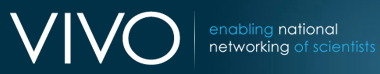 VIVO
enabling national
networking of scientists